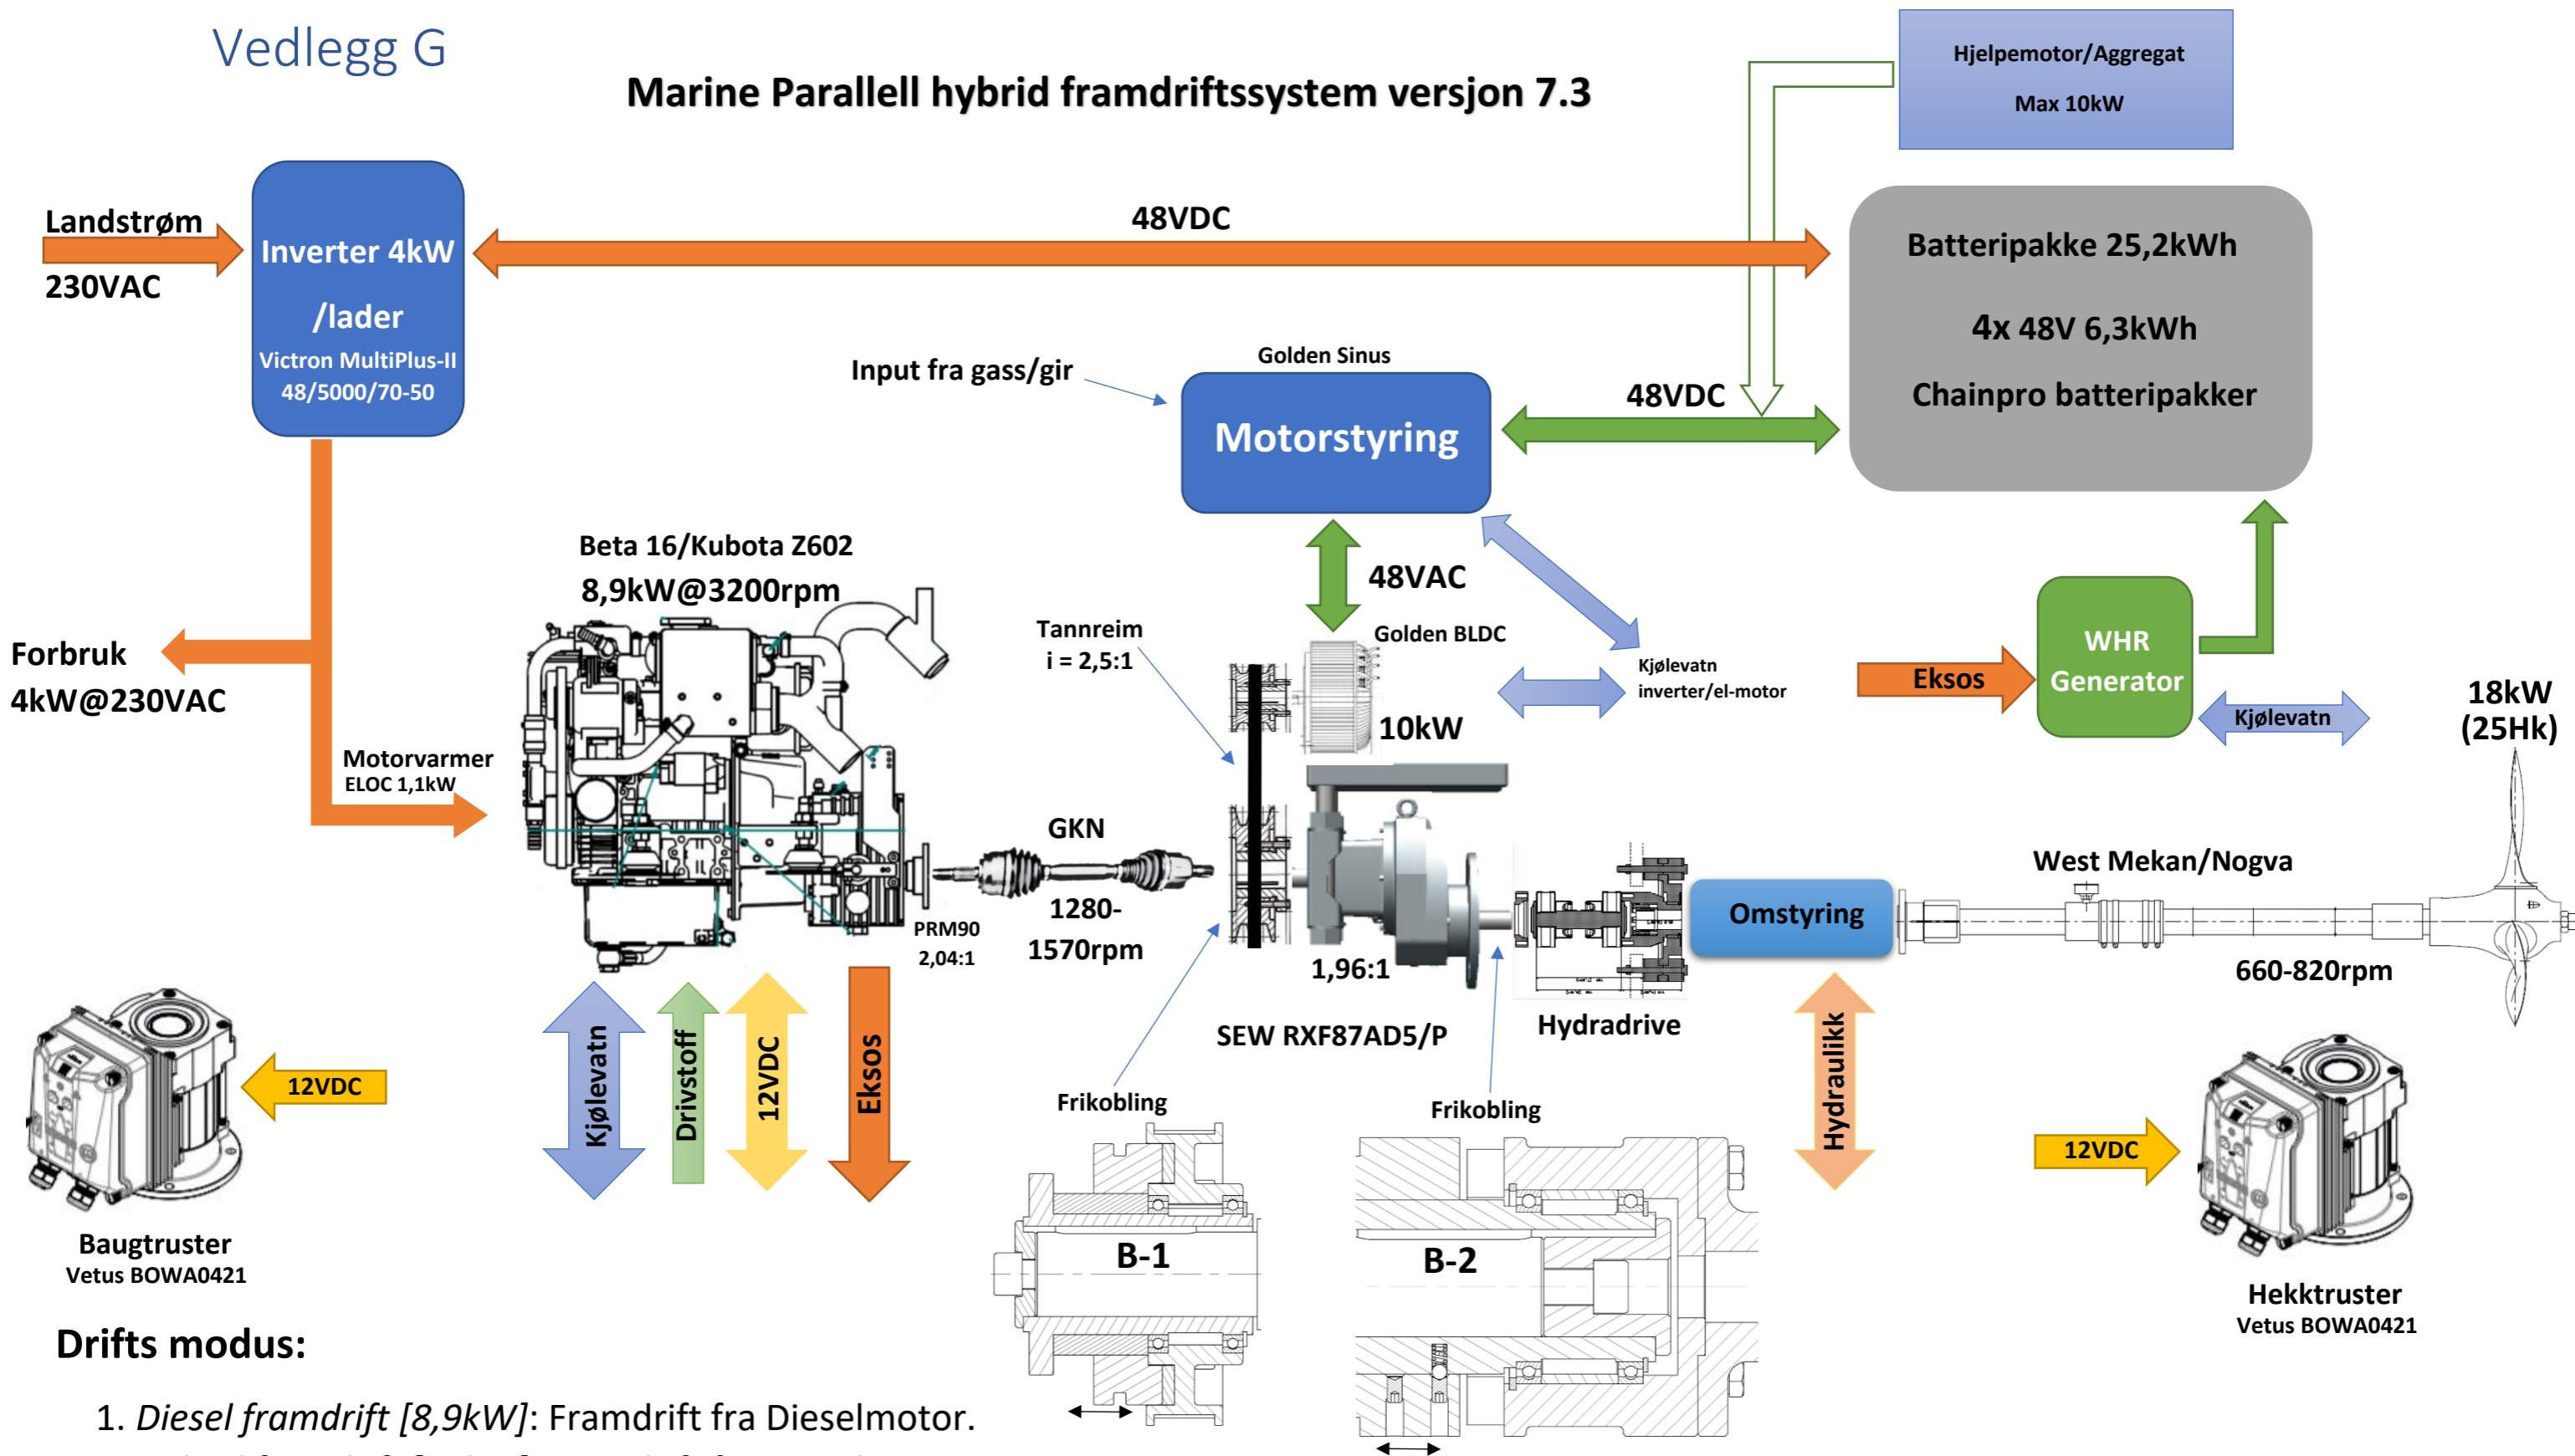 Vedlegg G
Marine Parallell hybrid framdriftssystem versjon 7.3
Hjelpemotor/Aggregat
Max 10kW
Landstrøm
230VAC
Inverter 4kW
/lader
Victron MultiPlus-II
48/5000/70-50
48VDC
Batteripakke 25,2kWh
4x 48V 6,3kWh
Chainpro batteripakker
Input fra gass/gir
Golden Sinus
Motorstyring
48VDC
Beta 16/Kubota Z602
8,9kW@3200rpm
48VAC
Golden BLDC
Tannreim
i = 2,5:1
10kW
Kjølevatn
inverter/el-motor
Eksos
WHR
Generator
Kjølevatn
18kW
(25Hk)
Forbruk
4kW@230VAC
Motorvarmer
ELOC 1,1kW
PRM90
2,04:1
GKN
1280-
1570rpm
1,96:1
SEW RXF87AD5/P
Hydradrive
Omstyring
West Mekan/Nogva
660-820rpm
Kjølevatn
Drivstoff
12VDC
Eksos
Hydraulikk
12VDC
Baugtruster
Vetus BOWA0421
Frikobling
B-1
Frikobling
B-2
12VDC
Hekktruster
Vetus BOWA0421
Drifts modus:
1. Diesel framdrift [8,9kW]: Framdrift fra Dieselmotor.